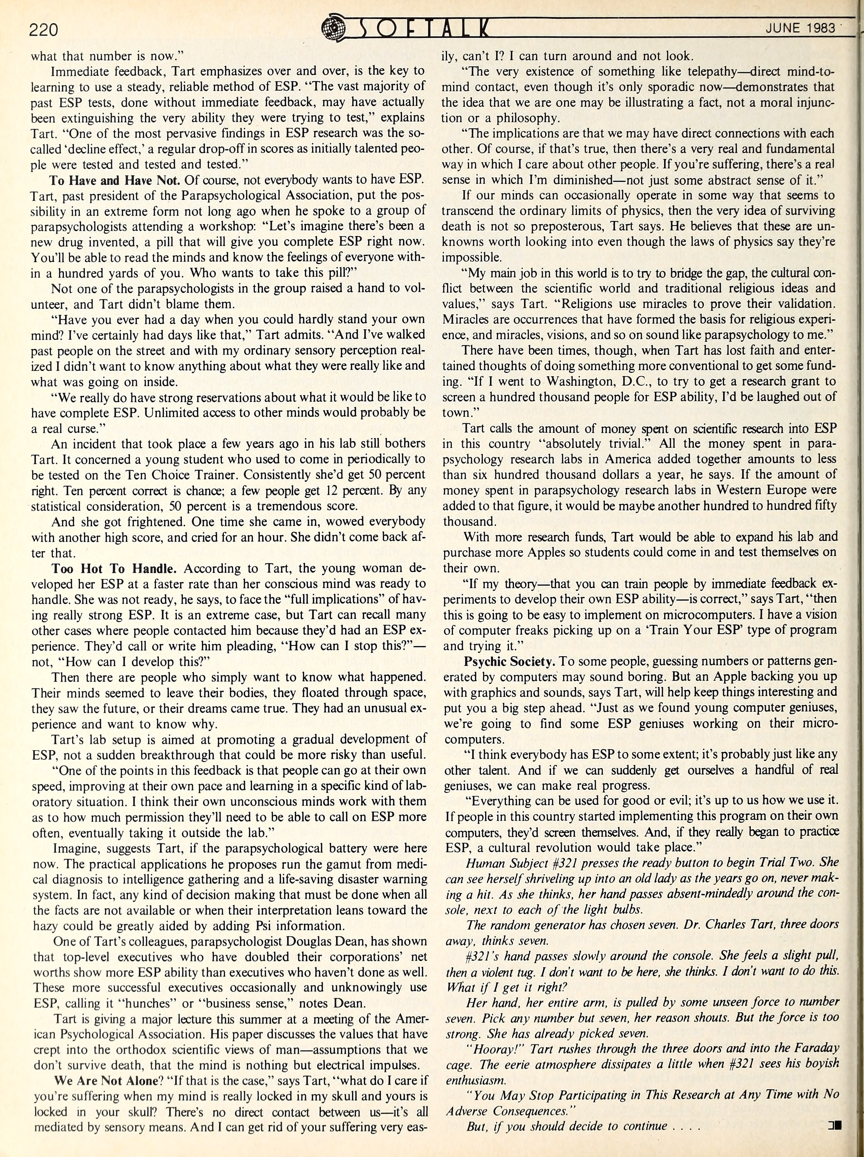 220
SOFTALK
JUNE 1983
what that number is now."
Immediate feedback, Tart emphasizes over and over, is the key to
learning to use a steady, reliable method of ESP. "The vast majority of
past ESP tests, done without immediate feedback, may have actually
been extinguishing the very ability they were trying to test," explains
Tart. "One of the most pervasive findings in ESP research was the so-
called 'decline effect,' a regular drop-off in scores as initially talented peo-
ple were tested and tested and tested."
To Have and Have Not. Of course, not everybody wants to have ESP.
Tart, past president of the Parapsychological Association, put the pos-
sibility in an extreme form not long ago when he spoke to a group of
parapsychologists attending a workshop: "Let's imagine there's been a
new drug invented, a pill that will give you complete ESP right now.
You'll be able to read the minds and know the feelings of everyone with-
in a hundred yards of you. Who wants to take this pill?"
Not one of the parapsychologists in the group raised a hand to vol-
unteer, and Tart didn't blame them.
"Have you ever had a day when you could hardly stand your own
mind? I've certainly had days like that," Tart admits. "And I've walked
past people on the street and with my ordinary sensory perception real-
ized I didn't want to know anything about what they were really like and
what was going on inside.
"We really do have strong reservations about what it would be like to
have complete ESP. Unlimited access to other minds would probably be
a real curse."
An incident that took place a few years ago in his lab still bothers
Tart. It concerned a young student who used to come in periodically to
be tested on the Ten Choice Trainer. Consistently she'd get 50 percent
right. Ten percent correct is chance; a few people get 12 percent. By any
statistical consideration, 50 percent is a tremendous score.
And she got frightened. One time she came in, wowed everybody
with another high score, and cried for an hour. She didn't come back af-
ter that.
Too Hot To Handle. According to Tart, the young woman de-
veloped her ESP at a faster rate than her conscious mind was ready to
handle. She was not ready, he says, to face the "full implications" of hav-
ing really strong ESP. It is an extreme case, but Tart can recall many
other cases where people contacted him because they'd had an ESP ex-
perience. They'd call or write him pleading, "How can I stop this?"—
not, "How can I develop this?"
Then there are people who simply want to know what happened.
Their minds seemed to leave their bodies, they floated through space,
they saw the future, or their dreams came true. They had an unusual ex-
perience and want to know why.
Tart's lab setup is aimed at promoting a gradual development of
ESP, not a sudden breakthrough that could be more risky than useful.
"One of the points in this feedback is that people can go at their own
speed, improving at their own pace and learning in a specific kind of lab-
oratory situation. I think their own unconscious minds work with them
as to how much permission they'll need to be able to call on ESP more
often, eventually taking it outside the lab."
Imagine, suggests Tart, if the parapsychological battery were here
now. The practical applications he proposes run the gamut from medi-
cal diagnosis to intelligence gathering and a life-saving disaster warning
system. In fact, any kind of decision making that must be done when all
the facts are not available or when their interpretation leans toward the
hazy could be greatly aided by adding Psi information.
One of Tart's colleagues, parapsychologist Douglas Dean, has shown
that top-level executives who have doubled their corporations' net
worths show more ESP ability than executives who haven't done as well.
These more successful executives occasionally and unknowingly use
ESP, calling it "hunches" or "business sense," notes Dean.
Tart is giving a major lecture this summer at a meeting of the Amer-
ican Psychological Association. His paper discusses the values that have
crept into the orthodox scientific views of man—assumptions that we
don't survive death, that the mind is nothing but electrical impulses.
We Are Not Alone? "If that is the case," says Tart, "what do I care if
you're suffering when my mind is really locked in my skull and yours is
locked in your skull? There's no direct contact between us—it's all
mediated by sensory means. And I can get rid of your suffering very eas-
ily, can't I? I can turn around and not look.
"The very existence of something like telepathy—direct mind-to-
mind contact, even though it's only sporadic now—demonstrates that
the idea that we are one may be illustrating a fact, not a moral injunc-
tion or a philosophy.
"The implications are that we may have direct connections with each
other. Of course, if that's true, then there's a very real and fundamental
way in which I care about other people. If you're suffering, there's a real
sense in which I'm diminished—not just some abstract sense of it."
If our minds can occasionally operate in some way that seems to
transcend the ordinary limits of physics, then the very idea of surviving
death is not so preposterous, Tart says. He believes that these are un-
knowns worth looking into even though the laws of physics say they're
impossible.
"My main job in this world is to try to bridge the gap, the cultural con-
flict between the scientific world and traditional religious ideas and
values," says Tart. "Religions use miracles to prove their validation.
Miracles are occurrences that have formed the basis for religious experi-
ence, and miracles, visions, and so on sound like parapsychology to me."
There have been times, though, when Tart has lost faith and enter-
tained thoughts of doing something more conventional to get some fund-
ing. "If I went to Washington, D.C., to try to get a research grant to
screen a hundred thousand people for ESP ability, I'd be laughed out of
town."
Tart calls the amount of money spent on scientific research into ESP
in this country "absolutely trivial." All the money spent in para-
psychology research labs in America added together amounts to less
than six hundred thousand dollars a year, he says. If the amount of
money spent in parapsychology research labs in Western Europe were
added to that figure, it would be maybe another hundred to hundred fifty
thousand.
With more research funds, Tart would be able to expand his lab and
purchase more Apples so students could come in and test themselves on
their own.
"If my theory—that you can train people by immediate feedback ex-
periments to develop their own ESP ability—is correct," says Tart, "then
this is going to be easy to implement on microcomputers. I have a vision
of computer freaks picking up on a 'Train Your ESP' type of program
and trying it."
Psychic Society. To some people, guessing numbers or patterns gen-
erated by computers may sound boring. But an Apple backing you up
with graphics and sounds, says Tart, will help keep things interesting and
put you a big step ahead. "Just as we found young computer geniuses,
we're going to find some ESP geniuses working on their micro-
computers.
"I think everybody has ESP to some extent; it's probably just like any
other talent. And if we can suddenly get ourselves a handful of real
geniuses, we can make real progress.
"Everything can be used for good or evil; it's up to us how we use it.
If people in this country started implementing this program on their own
computers, they'd screen themselves. And, if they really began to practice
ESP, a cultural revolution would take place."
Human Subject #321 presses the ready button to begin Trial Two. She
can see herself shriveling up into an old lady as the years go on, never mak-
ing a hit. As she thinks, her hand passes absent-mindedly around the con-
sole, next to each of the light bulbs.
The random generator has chosen seven. Dr. Charles Tart, three doors
away, thinks seven.
#321's hand passes slowly around the console. She feels a slight pull,
then a violent tug. I don't want to be here, she thinks. I don't want to do this.
What if I get it right?
Her hand, her entire arm, is pulled by some unseen force to number
seven. Pick any number but seven, her reason shouts. But the force is too
strong. She has already picked seven.
"Hooray!" Tart rushes through the three doors and into the Faraday
cage. The eerie atmosphere dissipates a little when #321 sees his boyish
enthusiasm.
"You May Stop Participating in This Research at Any Time with No
Adverse Consequences."
But, if you should decide to continue . . . .